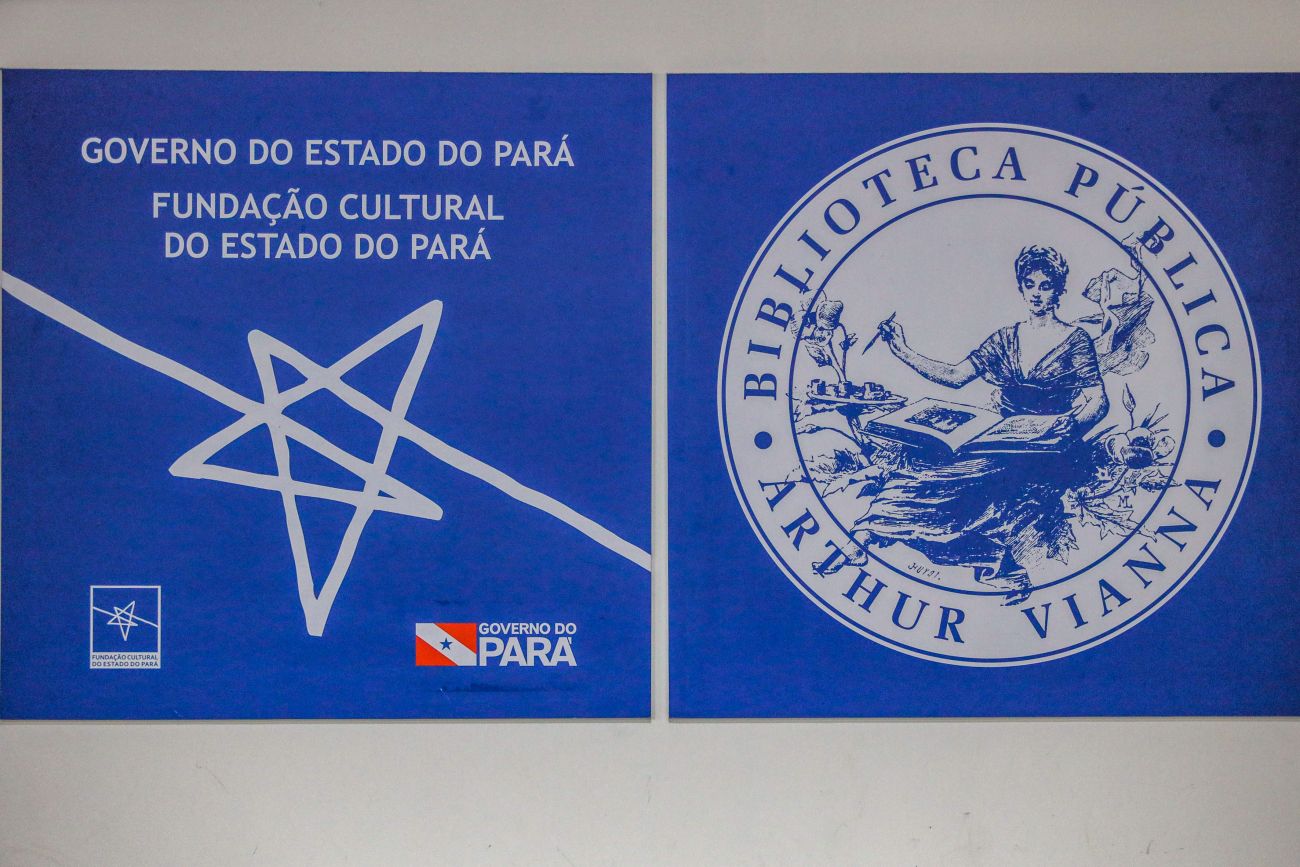 GOVERNO DO ESTADO DO PARÁ
FUNDAÇÃO CULTURAL
DO ESTADO DO PARÁ
FUNDAÇÃO CULTURAL
DO ESTADO DO PARÁ
GOVERNO DO
PARÁ
BIBLIOTECA PÚBLICA
ARTHUR VIANNA